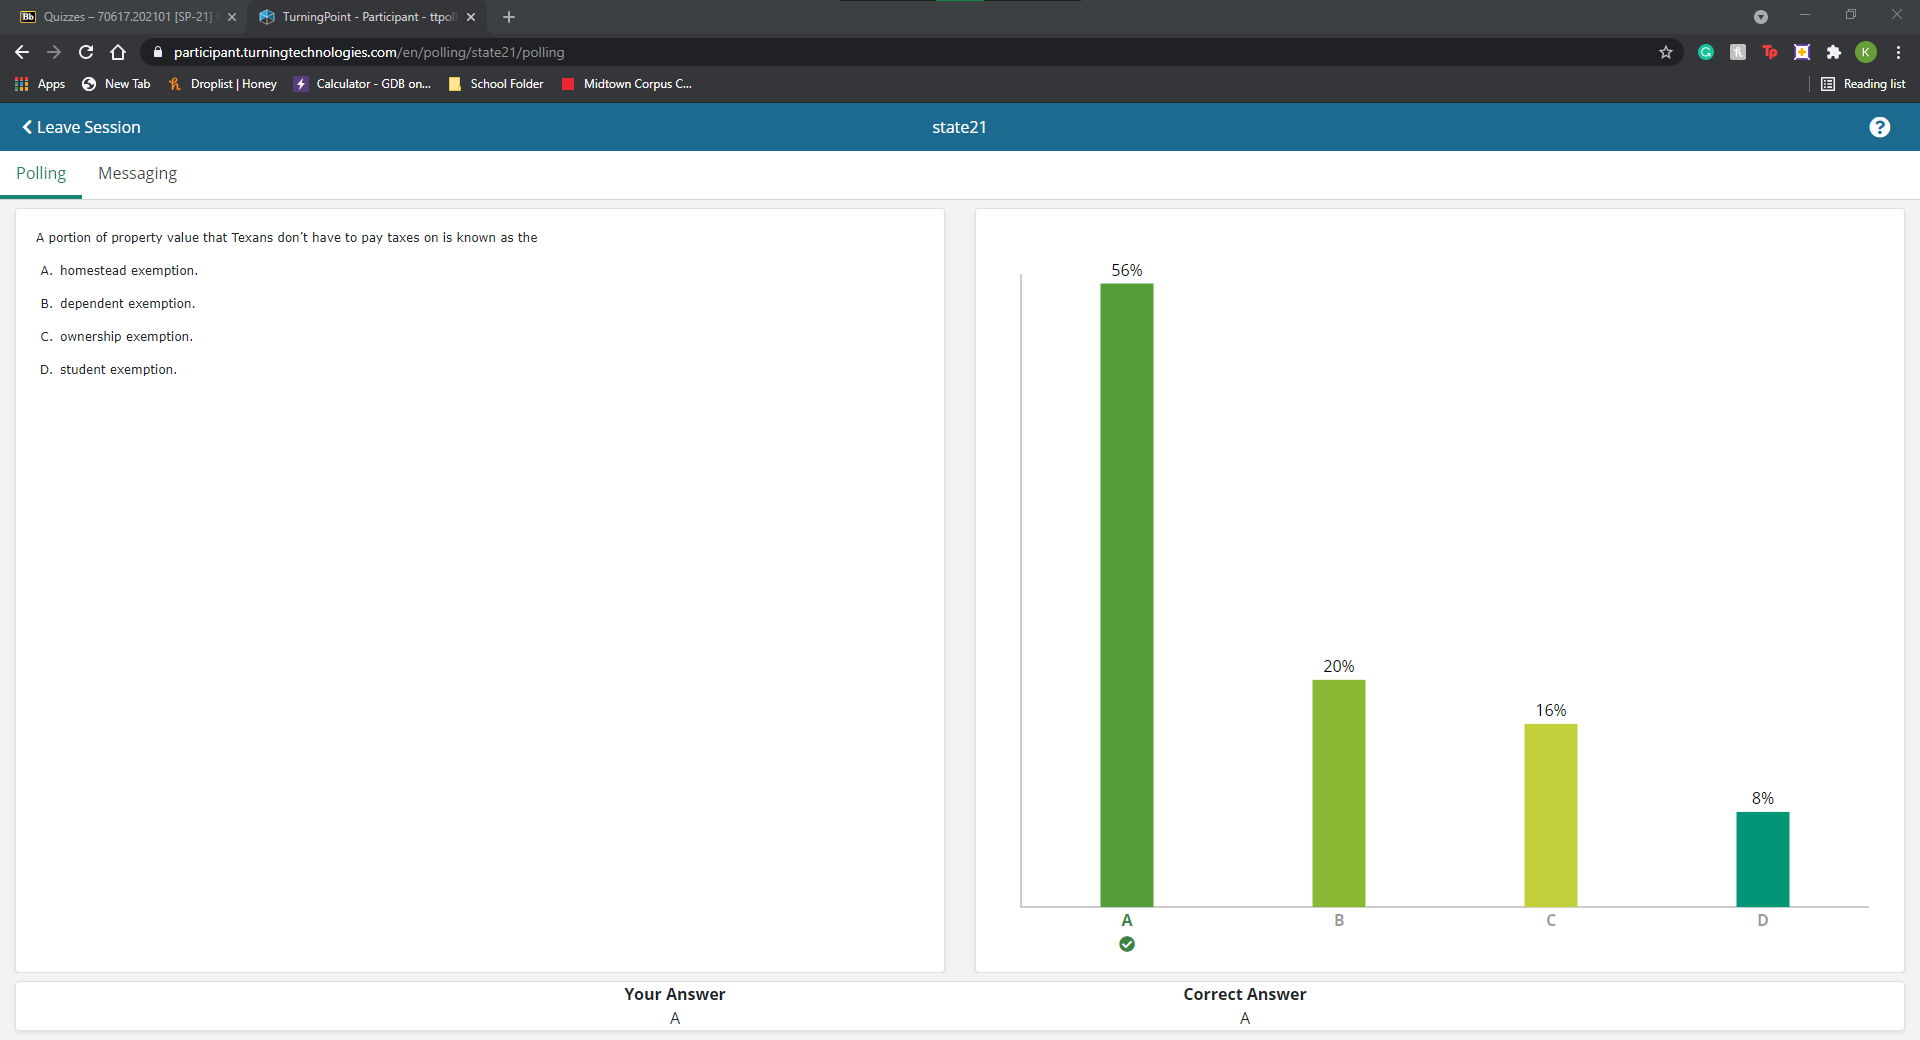 Bb Quizzes – 70617.202101 [SP-21]
TurningPoint - Participant - ttpoll
participant.turningtechnologies.com/en/polling/state21/polling
G Tp K
Apps New Tab Droplist | Honey Calculator - GDB on... School Folder Midtown Corpus C... Reading list
Leave Session state21 ?
Polling Messaging
A portion of property value that Texans don't have to pay taxes on is known as the
A. homestead exemption.
B. dependent exemption.
C. ownership exemption.
D. student exemption.
56%
20%
16%
8%
A B C D
Your Answer Correct Answer
A A